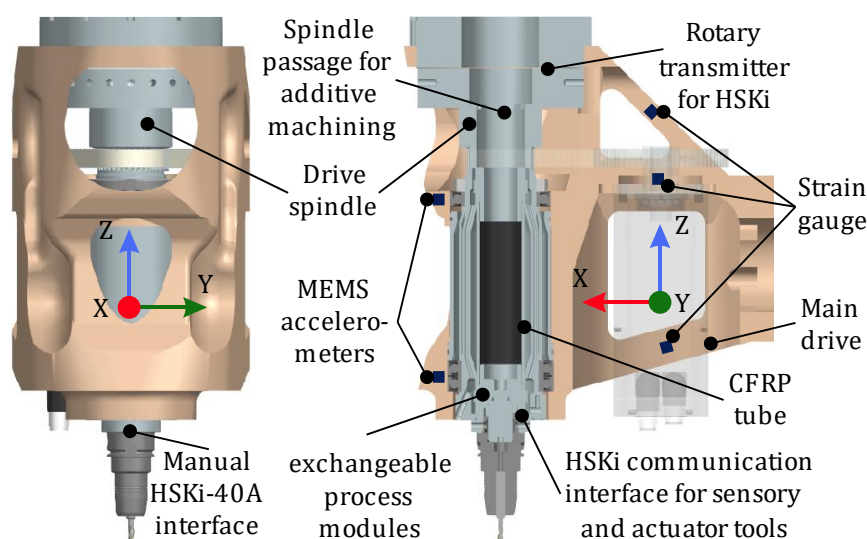 Spindle
passage for
additive
machining
Rotary
transmitter
for HSKi
Drive
spindle
Strain
gauge
Z
Y
X
Z
X
Y
MEMS
accelero-
meters
Main
drive
CFRP
tube
Manual
HSKi-40A
interface
exchangeable
process
modules
HSKi communication
interface for sensory
and actuator tools